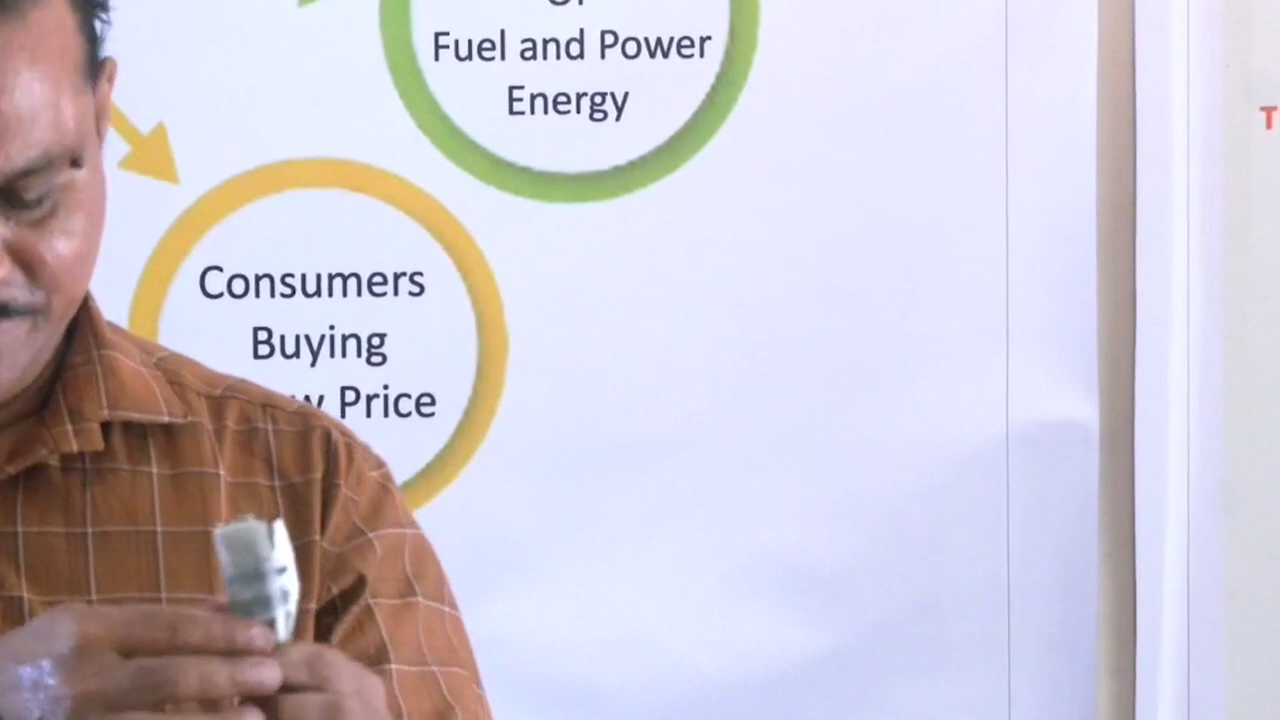 Fuel and Power
Energy
Consumers
Buying
Price
T